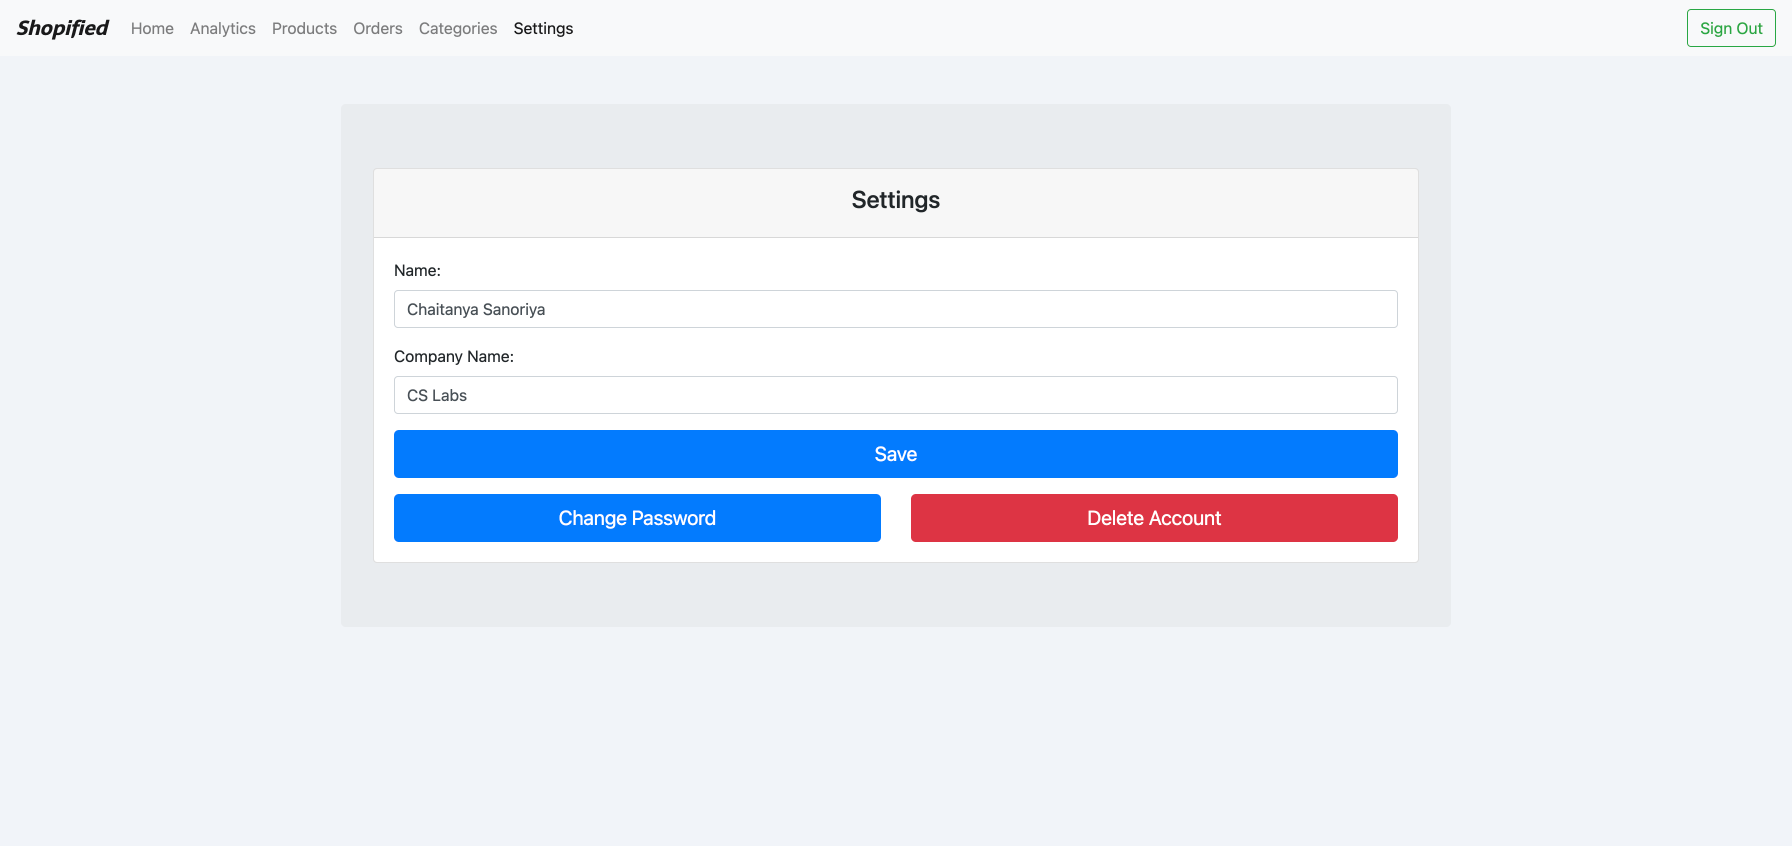 Shopified Home Analytics Products Orders Categories Settings Sign Out
Settings
Name:
Chaitanya Sanoriya
Company Name:
CS Labs
Save
Change Password Delete Account